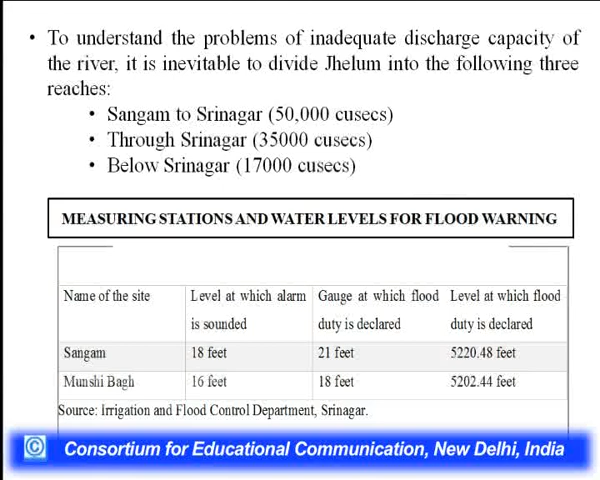 • To understand the problems of inadequate discharge capacity of
the river, it is inevitable to divide Jhelum into the following three
reaches:
• Sangam to Srinagar (50,000 cusecs)
• Through Srinagar (35000 cusecs)
• Below Srinagar (17000 cusecs)
MEASURING STATIONS AND WATER LEVELS FOR FLOOD WARNING
Name of the site Level at which alarm Gauge at which flood Level at which flood
is sounded duty is declared duty is declared
Sangam 18 feet 21 feet 5220.48 feet
Munshi Bagh 16 feet 18 feet 5202.44 feet
Source: Irrigation and Flood Control Department, Srinagar.
© Consortium for Educational Communication, New Delhi, India